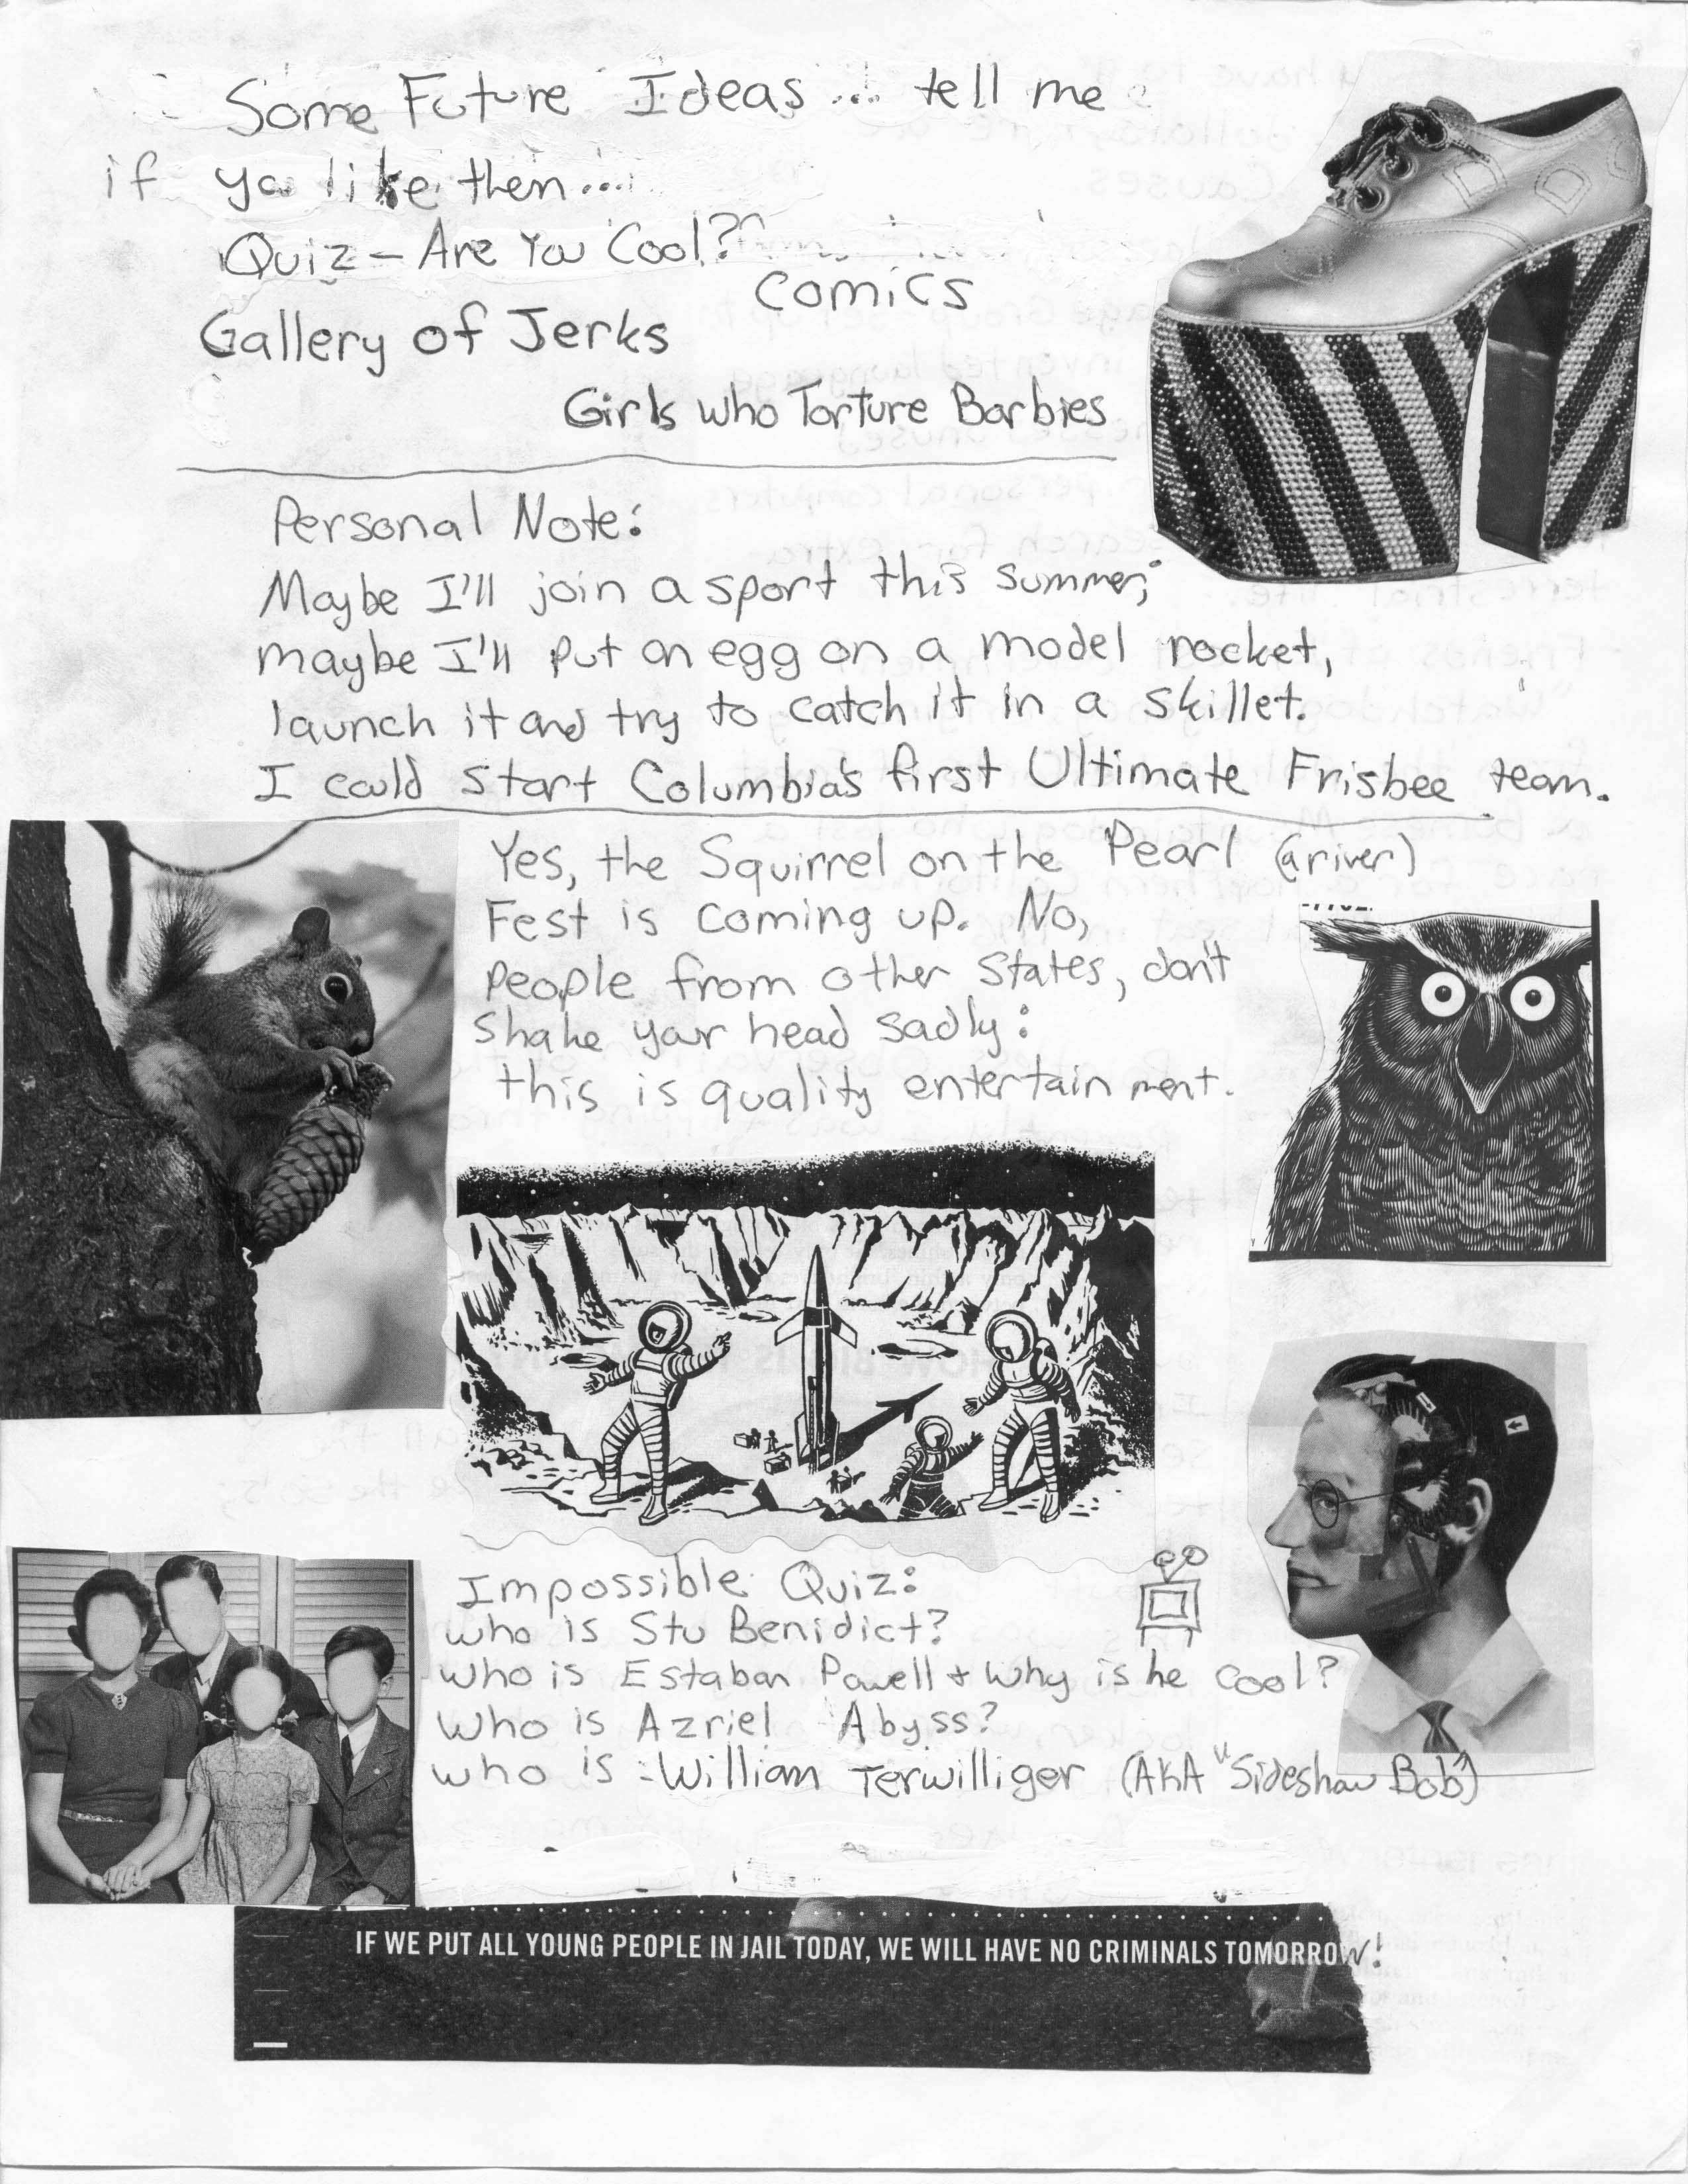 Some Future Ideas... tell me
if ya like them...
Quiz - Are You Cool?
Comics
Gallery of Jerks
Girls who Torture Barbies
Personal Note:
Maybe I'll join a sport this summer;
maybe I'll put an egg on a model rocket,
launch it and try to catch it in a skillet.
I could start Columbia's first Ultimate Frisbee team.
Yes, the Squirrel on the Pearl (a river)
Fest is coming up. No,
people from other states, don't
shake your head sadly:
this is quality entertainment.
Impossible Quiz:
who is Stu Benidict?
who is Estaban Powell + why is he cool?
who is Azriel Abyss?
who is William Terwilliger (AKA "Sideshow Bob")
IF WE PUT ALL YOUNG PEOPLE IN JAIL TODAY, WE WILL HAVE NO CRIMINALS TOMORROW!